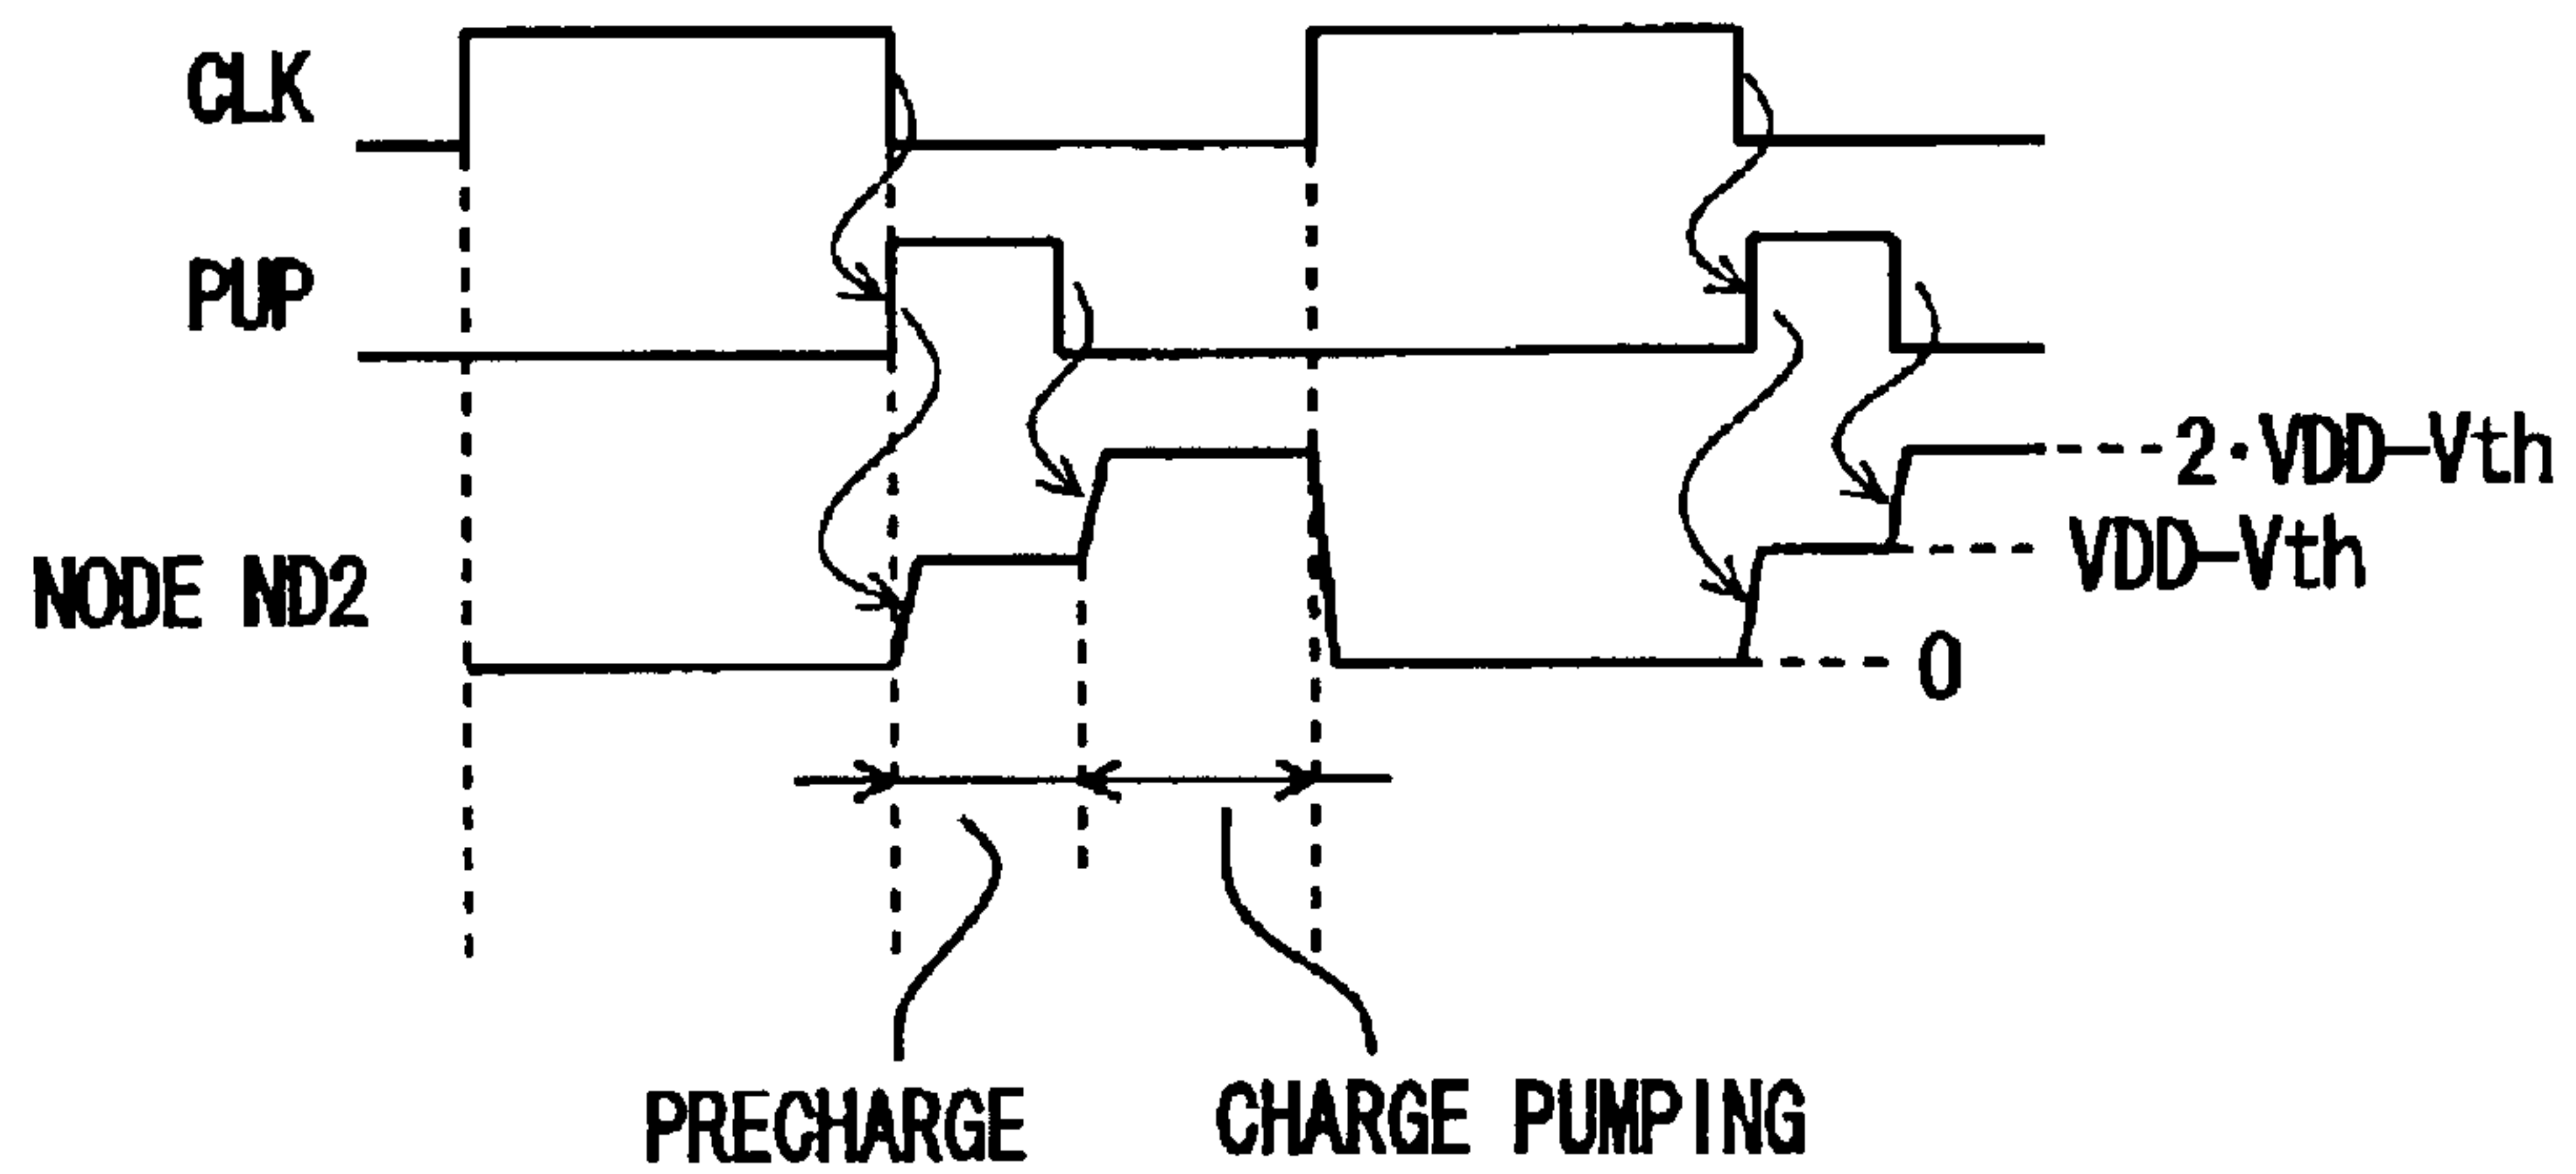 CLK
PUP
2·VDD-Vth
VDD-Vth
NODE ND2
0
PRECHARGE
CHARGE PUMPING